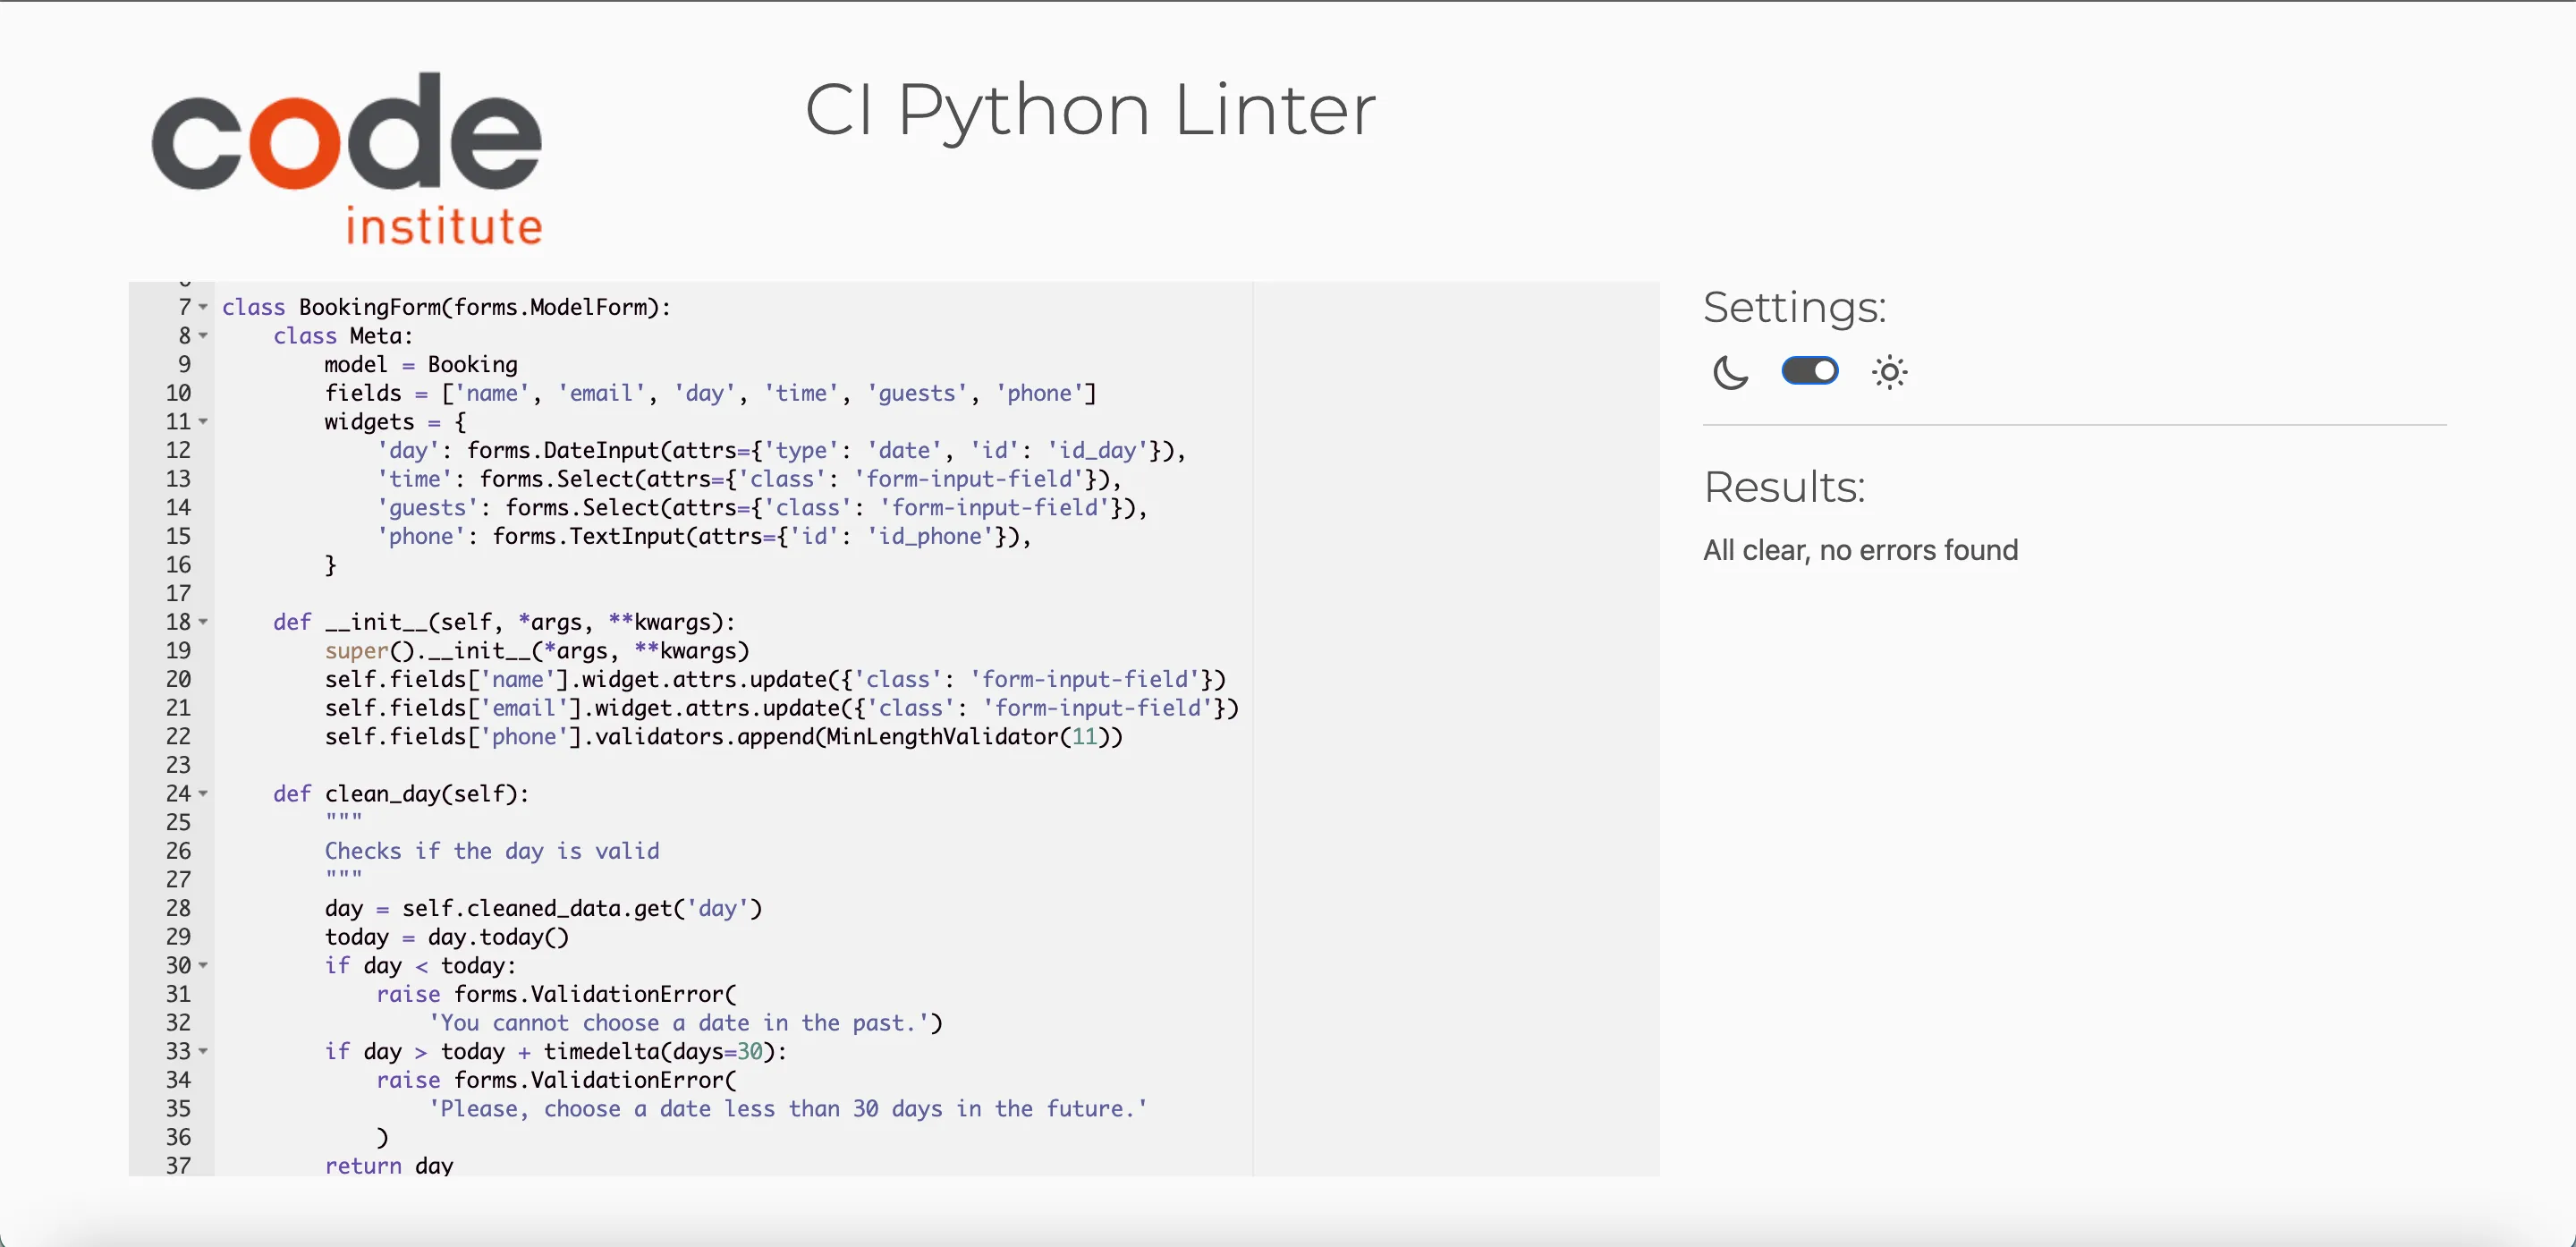 code
institute
CI Python Linter
7 class BookingForm(forms.ModelForm):
8     class Meta:
9         model = Booking
10         fields = ['name', 'email', 'day', 'time', 'guests', 'phone']
11         widgets = {
12             'day': forms.DateInput(attrs={'type': 'date', 'id': 'id_day'}),
13             'time': forms.Select(attrs={'class': 'form-input-field'}),
14             'guests': forms.Select(attrs={'class': 'form-input-field'}),
15             'phone': forms.TextInput(attrs={'id': 'id_phone'}),
16         }
17
18     def __init__(self, *args, **kwargs):
19         super().__init__(*args, **kwargs)
20         self.fields['name'].widget.attrs.update({'class': 'form-input-field'})
21         self.fields['email'].widget.attrs.update({'class': 'form-input-field'})
22         self.fields['phone'].validators.append(MinLengthValidator(11))
23
24     def clean_day(self):
25         """
26         Checks if the day is valid
27         """
28         day = self.cleaned_data.get('day')
29         today = day.today()
30         if day < today:
31             raise forms.ValidationError(
32                 'You cannot choose a date in the past.')
33         if day > today + timedelta(days=30):
34             raise forms.ValidationError(
35                 'Please, choose a date less than 30 days in the future.'
36             )
37         return day
Settings:
Results:
All clear, no errors found